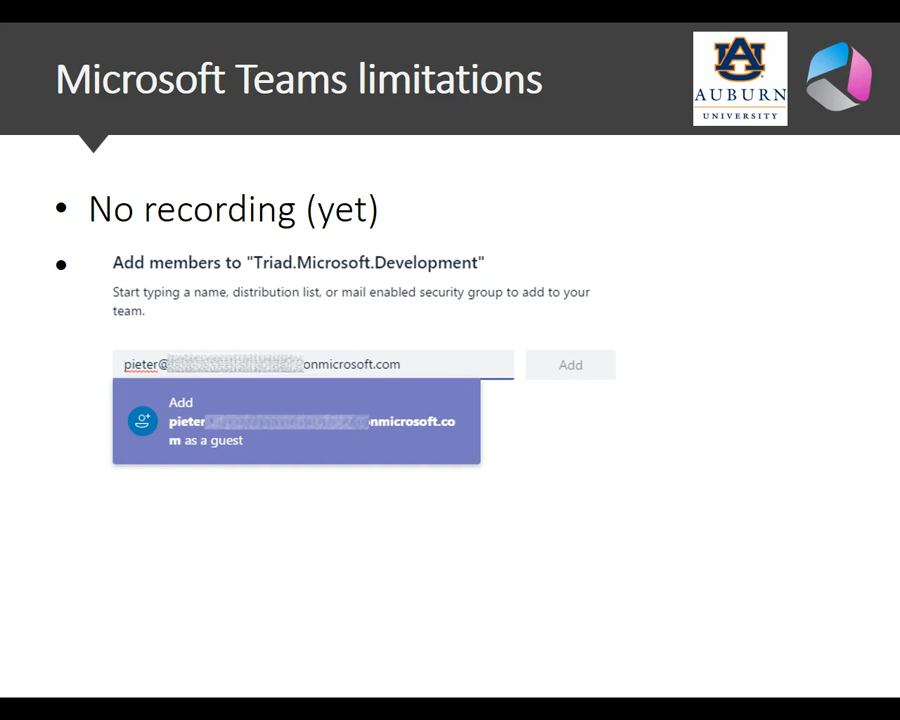 Microsoft Teams limitations
AUBURN
UNIVERSITY
• No recording (yet)
•
Add members to "Triad.Microsoft.Development"
Start typing a name, distribution list, or mail enabled security group to add to your
team.
pieter@ onmicrosoft.com
Add
Add
pieter onmicrosoft.co
m as a guest